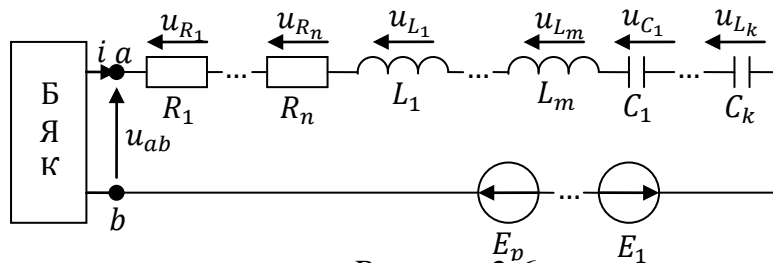 u_{R_1} u_{R_n} u_{L_1} u_{L_m} u_{C_1} u_{L_k}
i a ... ... ...
БЯК
R_1 R_n L_1 L_m C_1 C_k
u_{ab}
...
b
E_p E_1